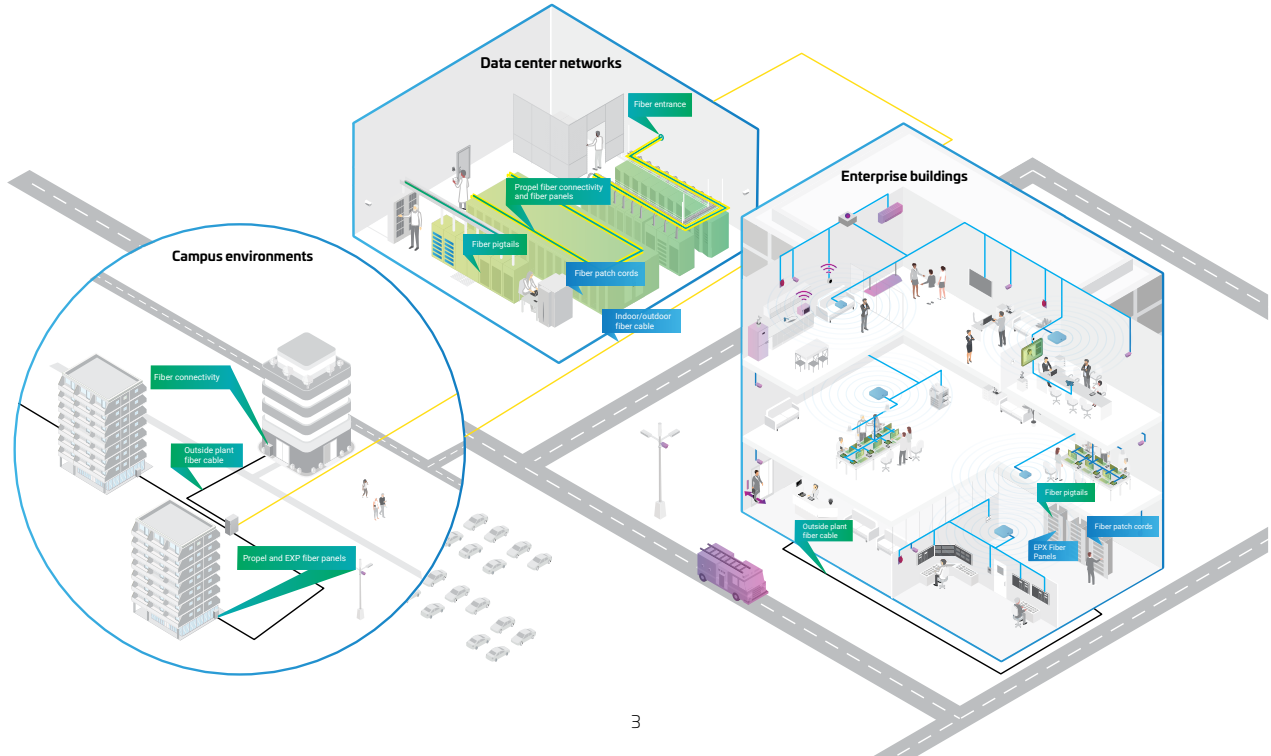 Data center networks
Fiber entrance
Propel fiber connectivity
and fiber panels
Fiber pigtails
Fiber patch cords
Indoor/outdoor
fiber cable
Enterprise buildings
Fiber pigtails
Fiber patch cords
EPX Fiber
Panels
Outside plant
fiber cable
Campus environments
Fiber connectivity
Outside plant
fiber cable
Propel and EXP fiber panels
3